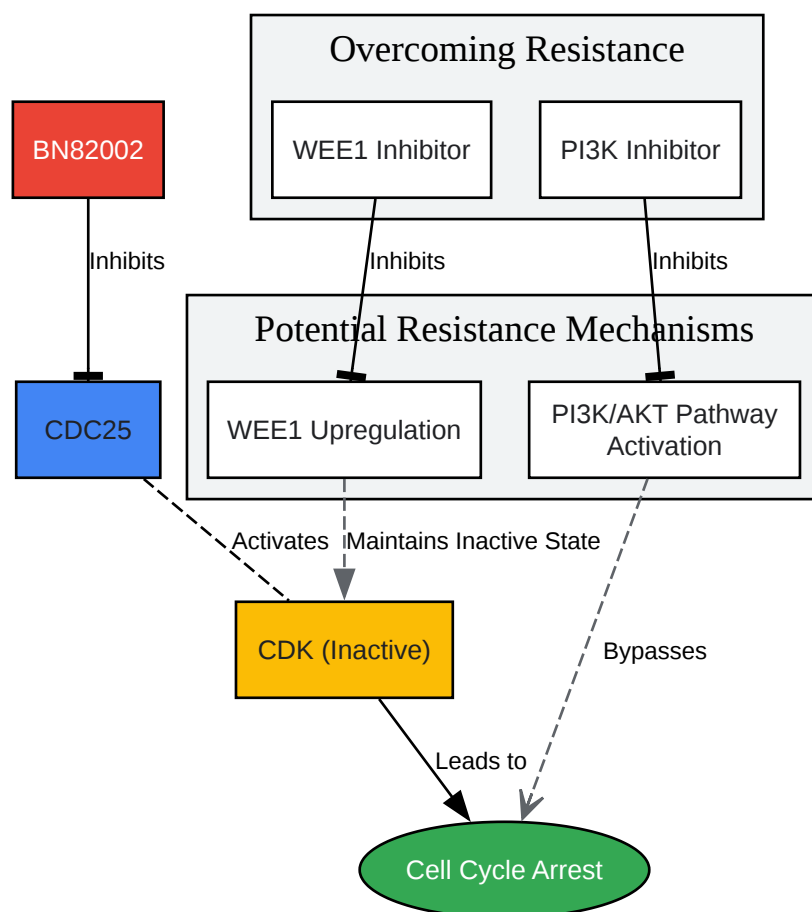 Overcoming Resistance
BN82002
WEE1 Inhibitor
PI3K Inhibitor
Inhibits
Inhibits
Inhibits
Potential Resistance Mechanisms
CDC25
WEE1 Upregulation
PI3K/AKT Pathway
Activation
Activates
Maintains Inactive State
CDK (Inactive)
Bypasses
Leads to
Cell Cycle Arrest